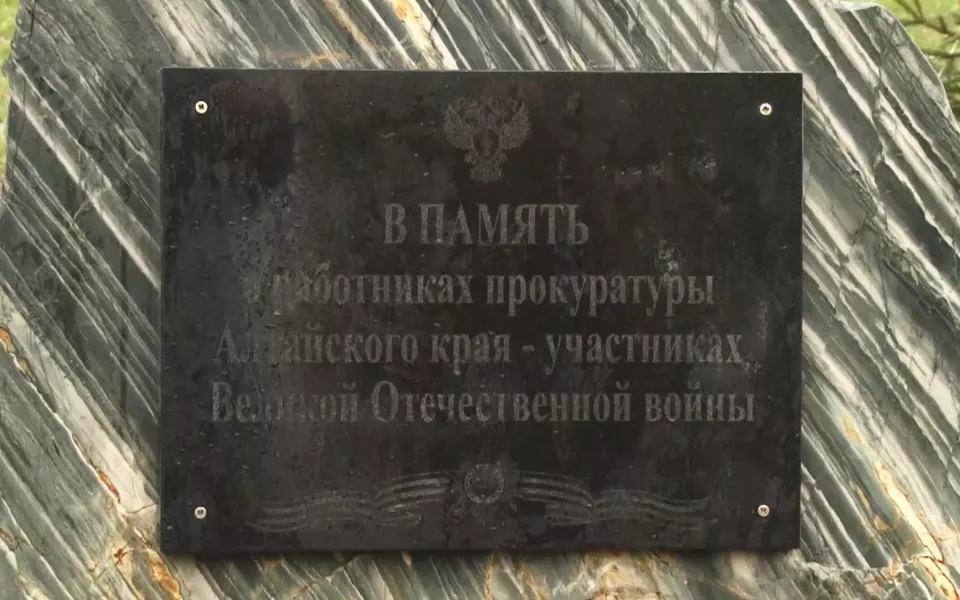 В ПАМЯТЬ
о работниках прокуратуры
Алтайского края - участниках
Великой Отечественной войны